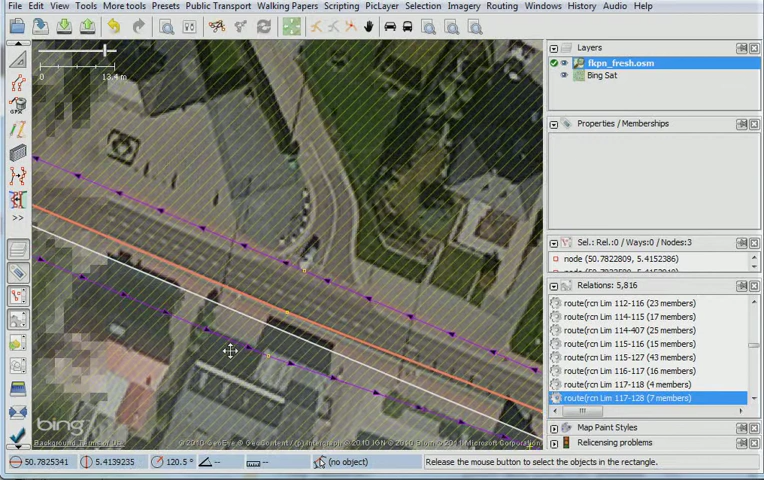 File Edit View Tools More tools Presets Public Transport Walking Papers Scripting PicLayer Selection Imagery Routing Windows History Audio Help
0 13.4 m
Layers
fkpn_fresh.osm
Bing Sat
Properties / Memberships
>>
Sel.: Rel.:0 / Ways:0 / Nodes:3
node (50.7822809, 5.4152386)
Relations: 5,816
route(rcn Lim 112-116 (23 members)
route(rcn Lim 114-115 (17 members)
route(rcn Lim 114-407 (25 members)
route(rcn Lim 115-116 (15 members)
route(rcn Lim 115-127 (43 members)
route(rcn Lim 116-117 (16 members)
route(rcn Lim 117-118 (4 members)
route(rcn Lim 117-128 (7 members)
bing
Map Paint Styles
Relicensing problems
50.7825341 5.4139235 120.5 ° -- -- (no object) Release the mouse button to select the objects in the rectangle.